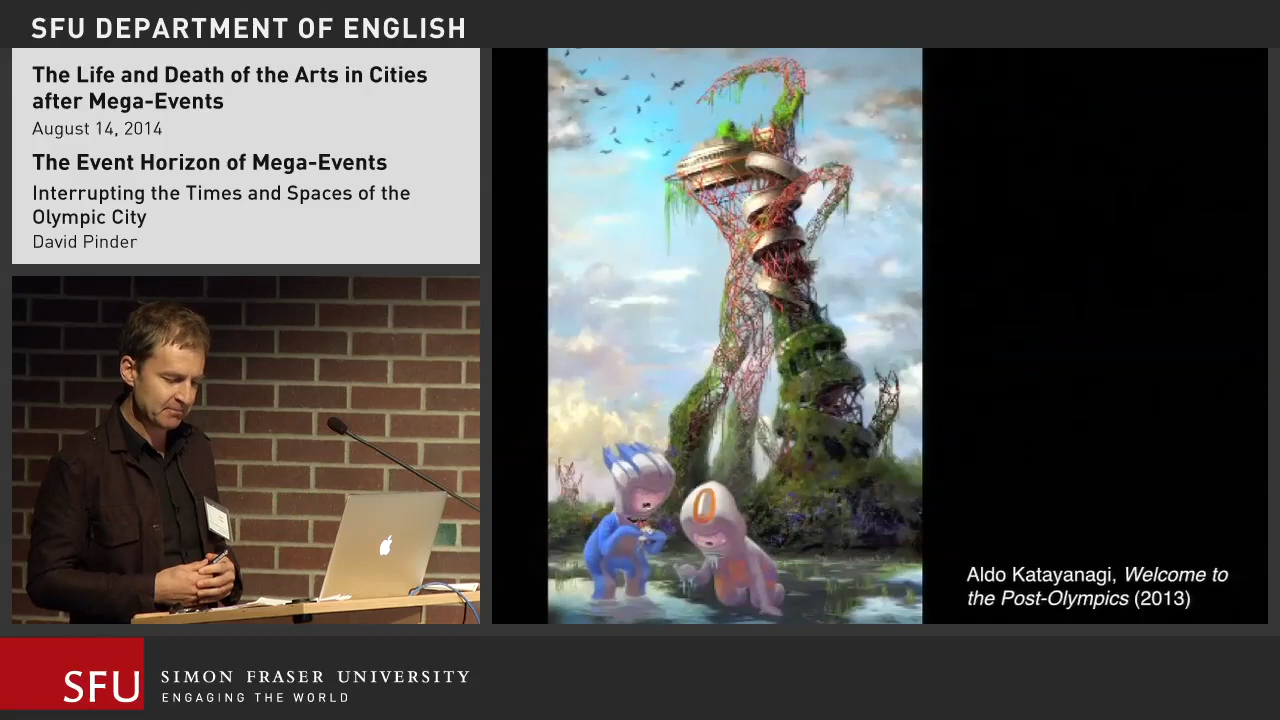 SFU DEPARTMENT OF ENGLISH
The Life and Death of the Arts in Cities
after Mega-Events
August 14, 2014
The Event Horizon of Mega-Events
Interrupting the Times and Spaces of the
Olympic City
David Pinder
0
Aldo Katayanagi, Welcome to
the Post-Olympics (2013)
SFU
SIMON FRASER UNIVERSITY
ENGAGING THE WORLD